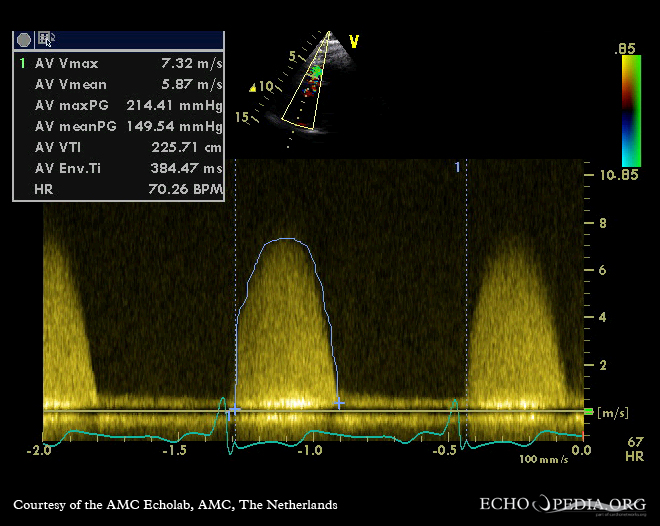 1 AV Vmax 7.32 m/s
AV Vmean 5.87 m/s
AV maxPG 214.41 mmHg
AV meanPG 149.54 mmHg
AV VTI 225.71 cm
AV Env.Ti 384.47 ms
HR 70.26 BPM
V
5
10
15
.85
.85
1
10
8
6
4
2
[m/s]
-2.0 -1.5 -1.0 -0.5 0.0
100 mm/s
67
HR
Courtesy of the AMC Echolab, AMC, The Netherlands
ECHOPEDIA.ORG